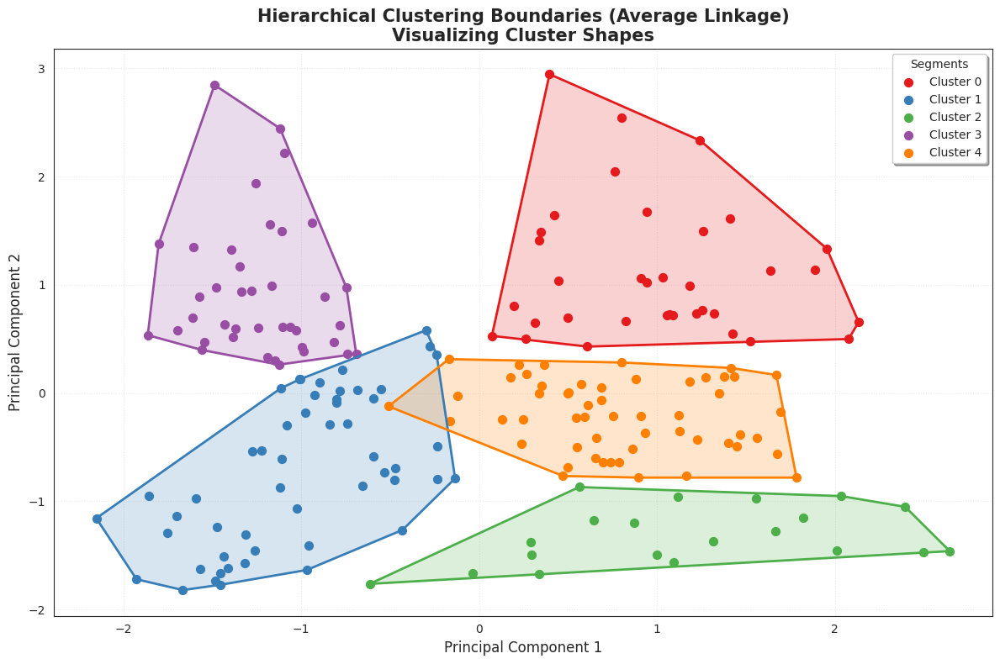 Hierarchical Clustering Boundaries (Average Linkage)
Visualizing Cluster Shapes
Segments
Cluster 0
Cluster 1
Cluster 2
Cluster 3
Cluster 4
Principal Component 2
3
2
1
0
−1
−2
−2
−1
0
1
2
Principal Component 1